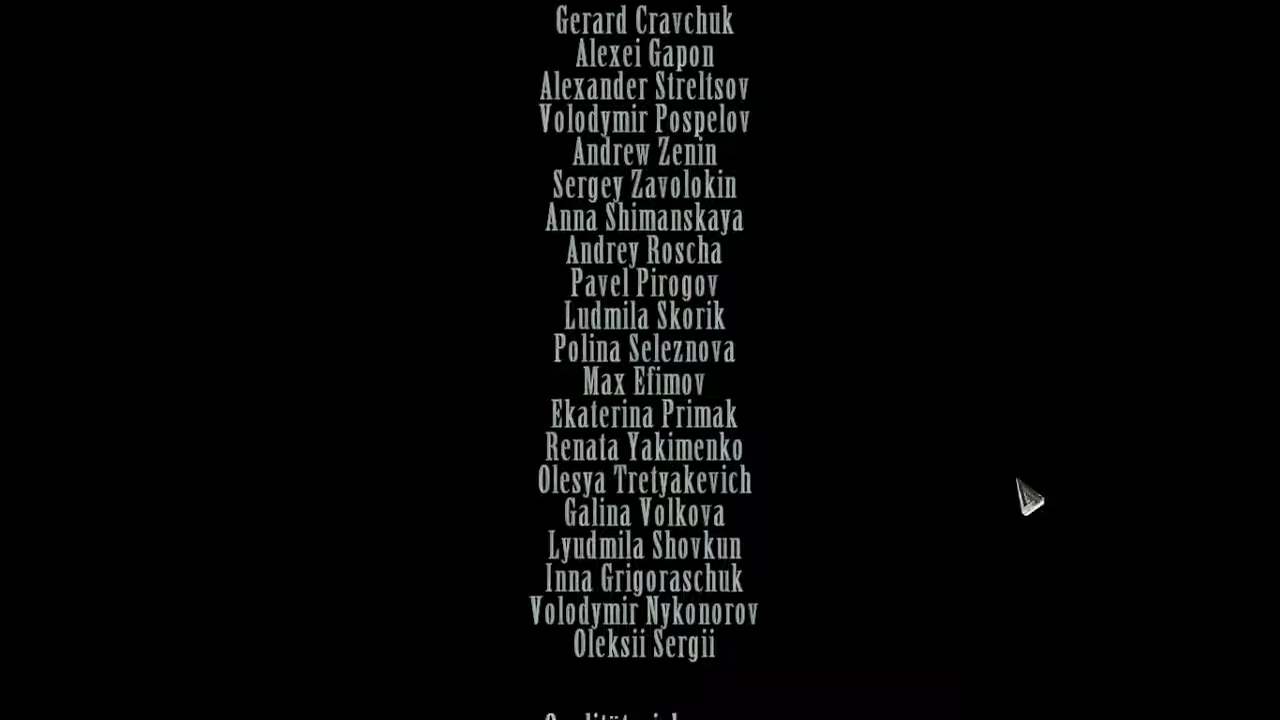 Gerard Cravchuk
Alexei Gapon
Alexander Streltsov
Volodymir Pospelov
Andrew Zenin
Sergey Zavolokin
Anna Shimanskaya
Andrey Roscha
Pavel Pirogov
Ludmila Skorik
Polina Seleznova
Max Efimov
Ekaterina Primak
Renata Yakimenko
Olesya Tretyakevich
Galina Volkova
Lyudmila Shovkun
Inna Grigoraschuk
Volodymir Nykonorov
Oleksii Sergii